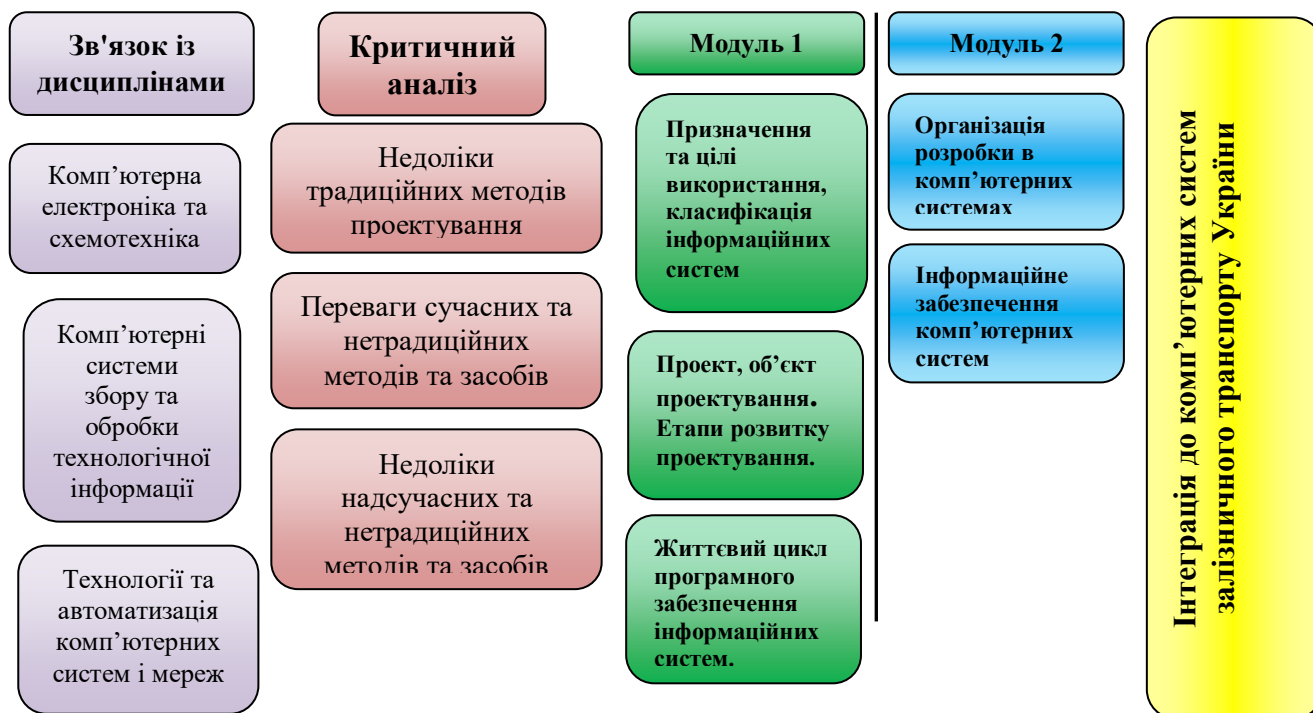 Зв'язок із
дисциплінами
Комп’ютерна
електроніка та
схемотехніка
Комп’ютерні
системи
збору та
обробки
технологічної
інформації
Технології та
автоматизація
комп’ютерних
систем і мереж
Критичний
аналіз
Недоліки
традиційних методів
проектування
Переваги сучасних та
нетрадиційних
методів та засобів
Недоліки
надсучасних та
нетрадиційних
методів та засобів
Модуль 1
Призначення
та цілі
використання,
класифікація
інформаційних
систем
Проект, об’єкт
проектування.
Етапи розвитку
проектування.
Життєвий цикл
програмного
забезпечення
інформаційних
систем.
Модуль 2
Організація
розробки в
комп’ютерних
системах
Інформаційне
забезпечення
комп’ютерних
систем
Інтеграція до комп’ютерних систем
залізничного транспорту України